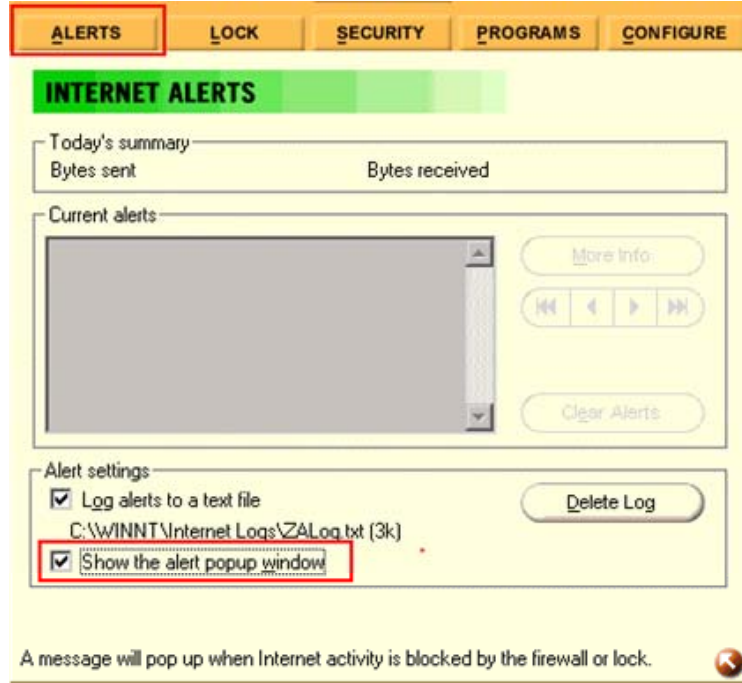 ALERTS LOCK SECURITY PROGRAMS CONFIGURE
INTERNET ALERTS
Today's summary
Bytes sent Bytes received
Current alerts
More Info
Clear Alerts
Alert settings
Log alerts to a text file
Delete Log
C:\WINNT\Internet Logs\ZALog.txt (3k)
Show the alert popup window
A message will pop up when Internet activity is blocked by the firewall or lock.